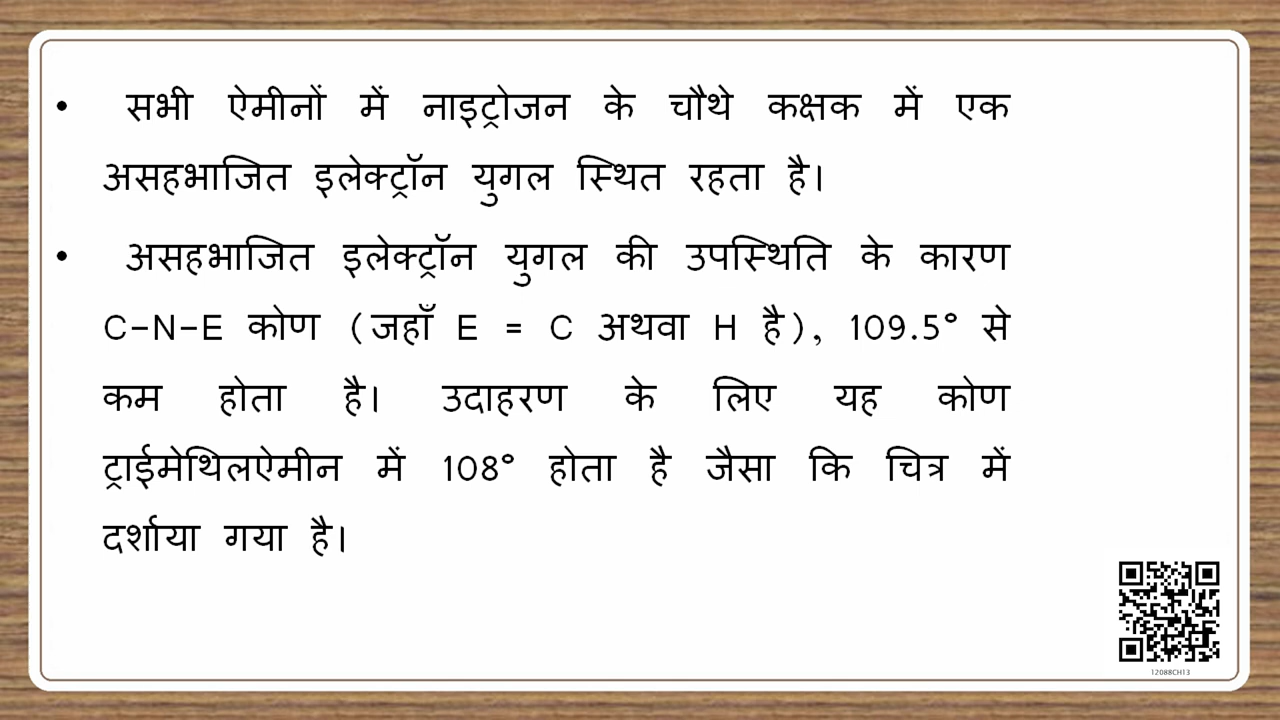 • सभी ऐमीनों में नाइट्रोजन के चौथे कक्षक में एक
असहभाजित इलेक्ट्रॉन युगल स्थित रहता है।
• असहभाजित इलेक्ट्रॉन युगल की उपस्थिति के कारण
C–N–E कोण (जहाँ E = C अथवा H है), 109.5° से
कम होता है। उदाहरण के लिए यह कोण
ट्राईमेथिलऐमीन में 108° होता है जैसा कि चित्र में
दर्शाया गया है।
12088CH13